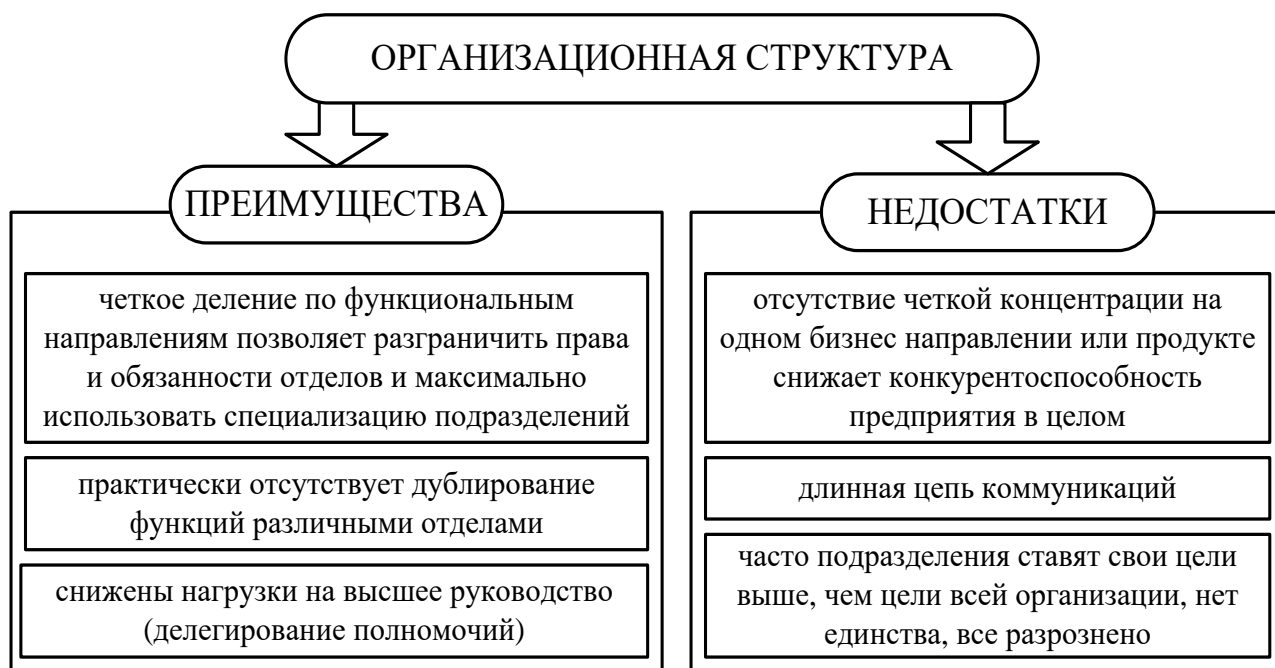 ОРГАНИЗАЦИОННАЯ СТРУКТУРА
ПРЕИМУЩЕСТВА
четкое деление по функциональным
направлениям позволяет разграничить права
и обязанности отделов и максимально
использовать специализацию подразделений
практически отсутствует дублирование
функций различными отделами
снижены нагрузки на высшее руководство
(делегирование полномочий)
НЕДОСТАТКИ
отсутствие четкой концентрации на
одном бизнес направлении или продукте
снижает конкурентоспособность
предприятия в целом
длинная цепь коммуникаций
часто подразделения ставят свои цели
выше, чем цели всей организации, нет
единства, все разрознено